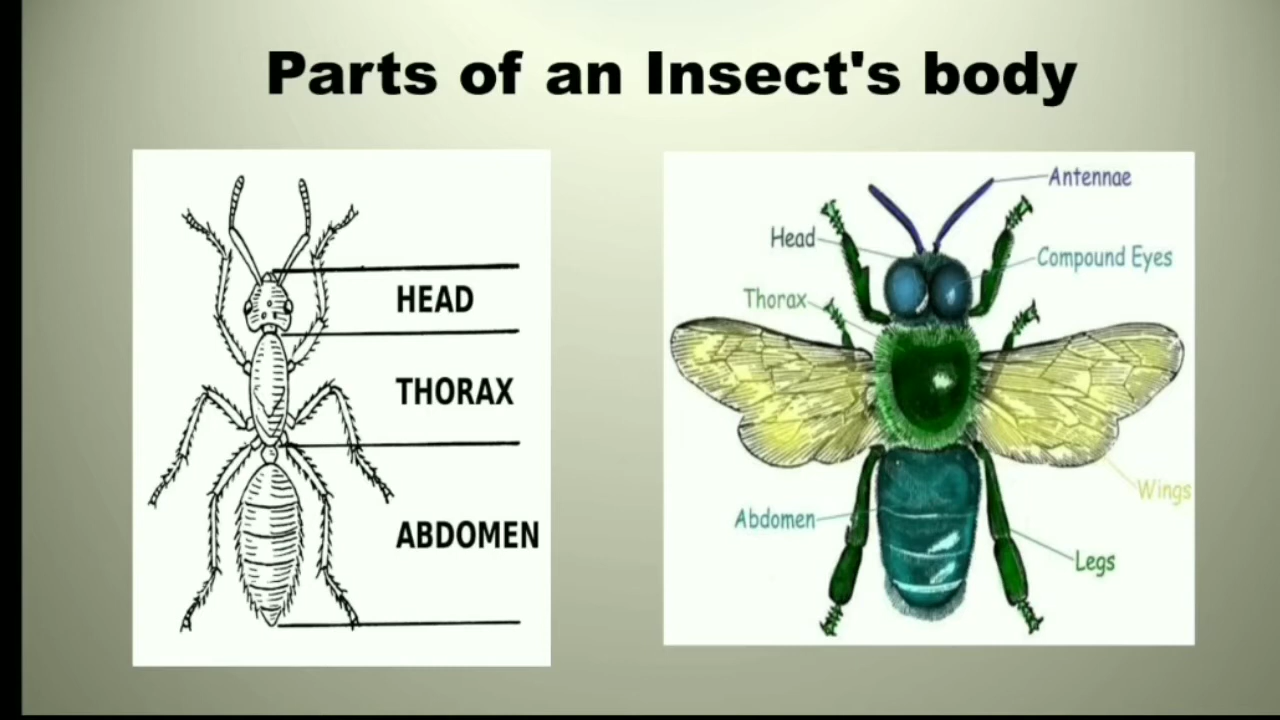 Parts of an Insect's body
HEAD
THORAX
ABDOMEN
Antennae
Head
Compound Eyes
Thorax
Wings
Abdomen
Legs